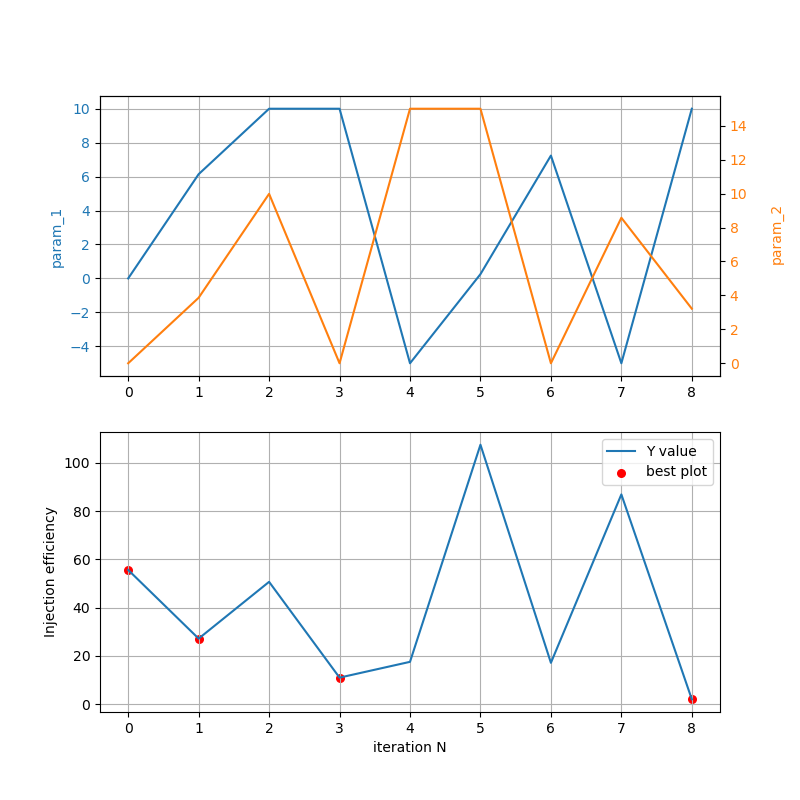 10
8
6
4
2
0
−2
−4
param_1
14
12
10
8
6
4
2
0
param_2
0 1 2 3 4 5 6 7 8
100
80
60
40
20
0
Injection efficiency
Y value
best plot
0 1 2 3 4 5 6 7 8
iteration N